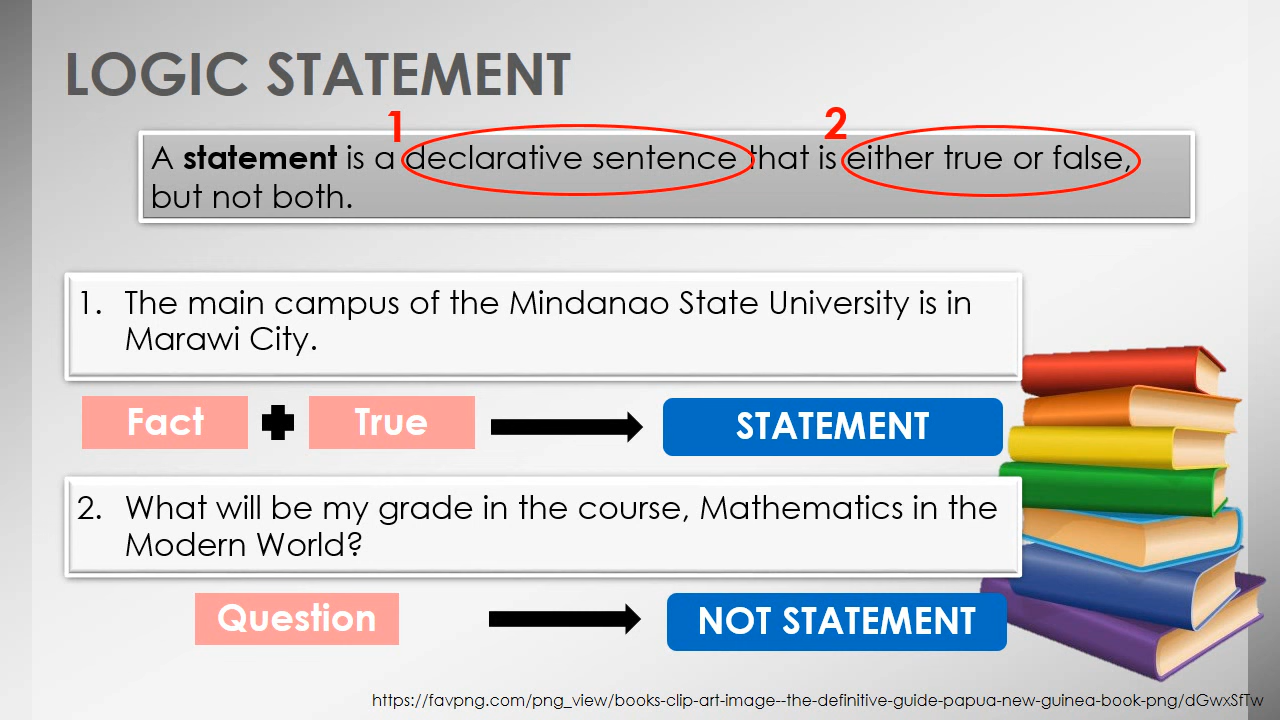 LOGIC STATEMENT
1
2
A statement is a declarative sentence that is either true or false,
but not both.
1. The main campus of the Mindanao State University is in
Marawi City.
Fact
True
STATEMENT
2. What will be my grade in the course, Mathematics in the
Modern World?
Question
NOT STATEMENT
https://favpng.com/png_view/books-clip-art-image--the-definitive-guide-papua-new-guinea-book-png/dGwxSfTw